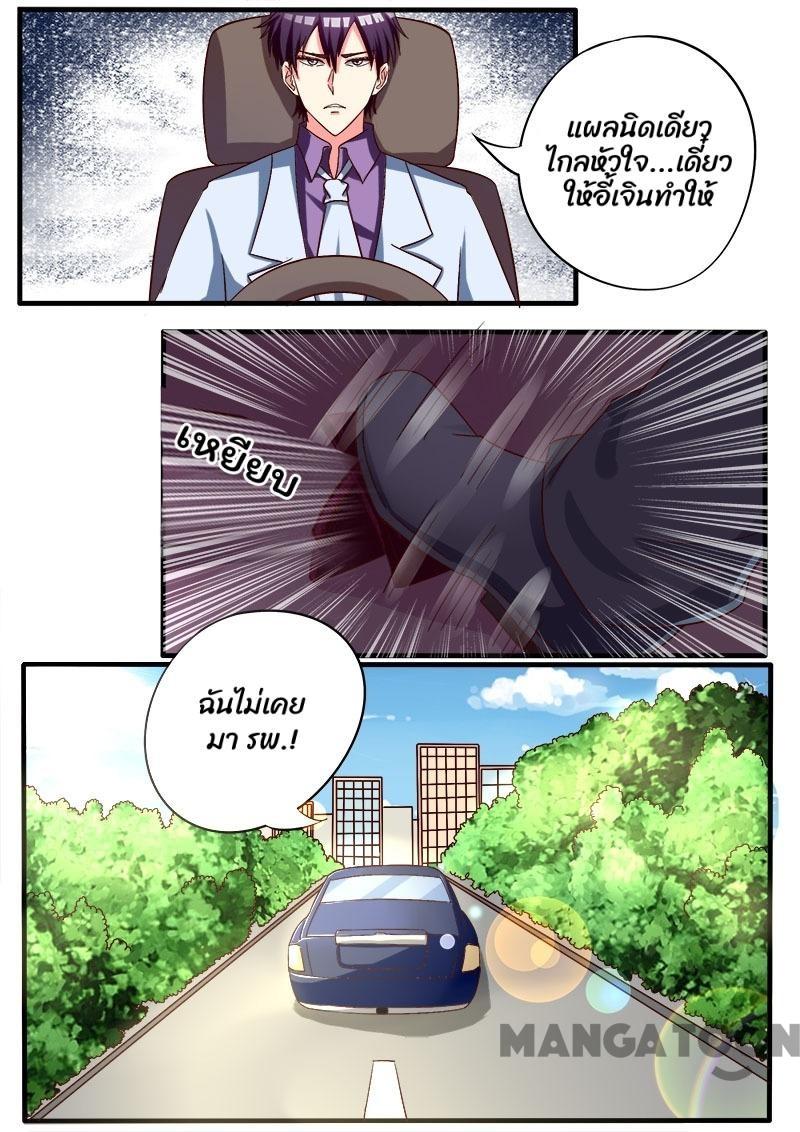 แผลนิดเดียว
ไกลหัวใจ...เดี๋ยว
ให้อี้เจินทำให้
เหยียบ
ฉันไม่เคย
มา รพ.!
MANGATOON